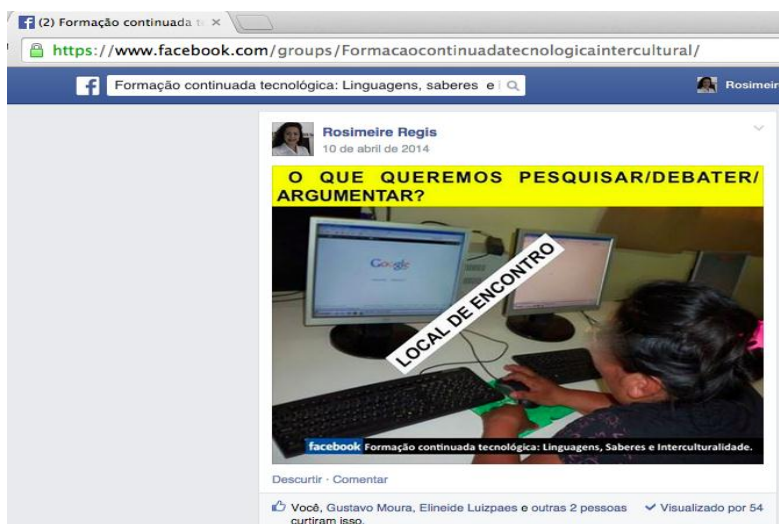 (2) Formação continuada
https://www.facebook.com/groups/Formacaocontinuadatecnologicaintercultural/
f Formação continuada tecnológica: Linguagens, saberes e
Rosimeir
Rosimeire Regis
10 de abril de 2014
O QUE QUEREMOS PESQUISAR/DEBATER/
ARGUMENTAR?
Google
LOCAL DE ENCONTRO
facebook Formação continuada tecnológica: Linguagens, Saberes e Interculturalidade.
Descurtir · Comentar
Você, Gustavo Moura, Elineide Luizpaes e outras 2 pessoas
curtiram isso.
Visualizado por 54